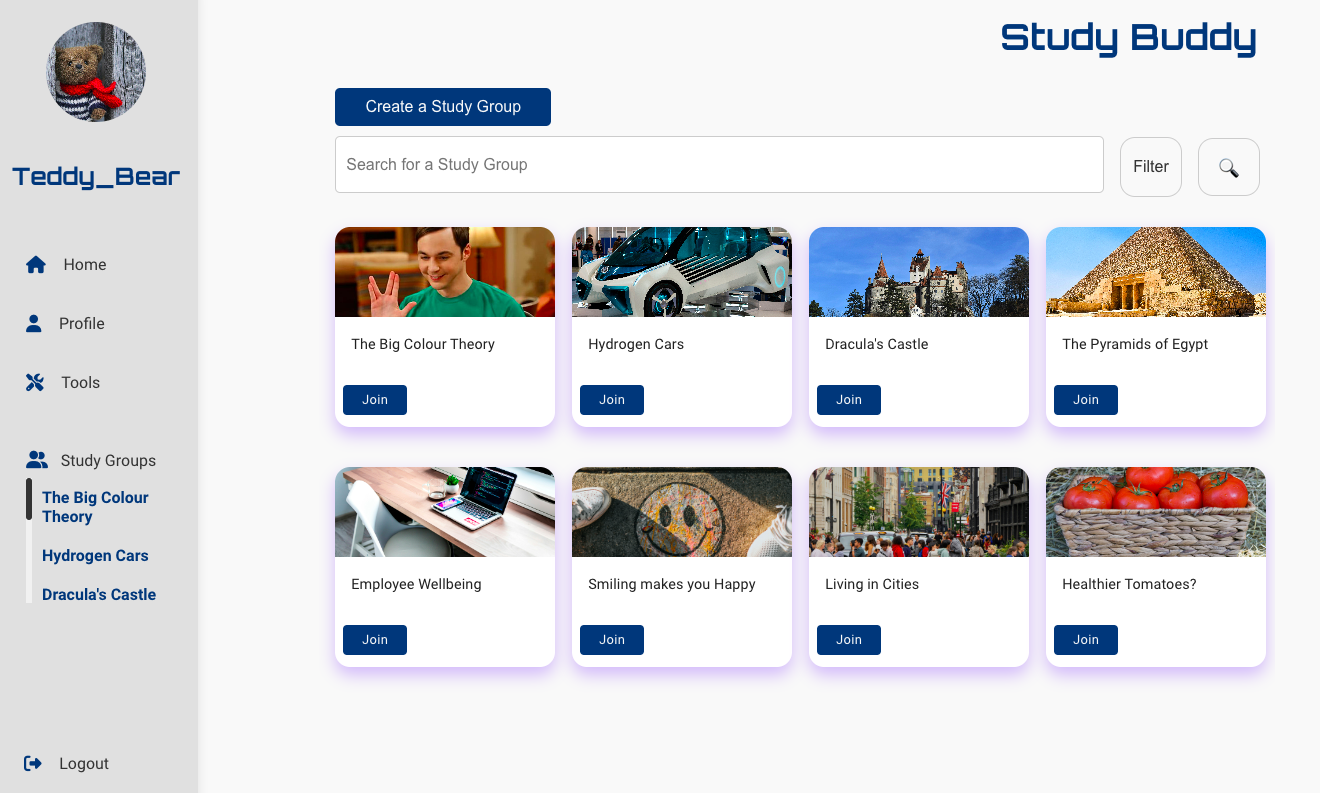 Study Buddy
Teddy_Bear
Home
Profile
Tools
Study Groups
The Big Colour
Theory
Hydrogen Cars
Dracula's Castle
Logout
Create a Study Group
Search for a Study Group
Filter
The Big Colour Theory
Join
Hydrogen Cars
Join
Dracula's Castle
Join
The Pyramids of Egypt
Join
Employee Wellbeing
Join
Smiling makes you Happy
Join
Living in Cities
Join
Healthier Tomatoes?
Join